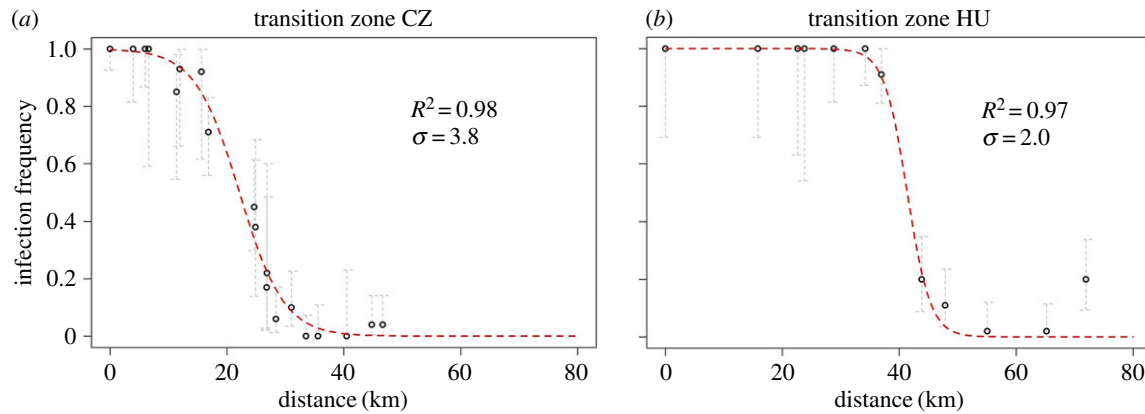 (a) transition zone CZ
1.0
0.8
0.6
0.4
0.2
0
infection frequency
R² = 0.98
σ = 3.8
0 20 40 60 80
distance (km)
(b) transition zone HU
R² = 0.97
σ = 2.0
0 20 40 60 80
distance (km)